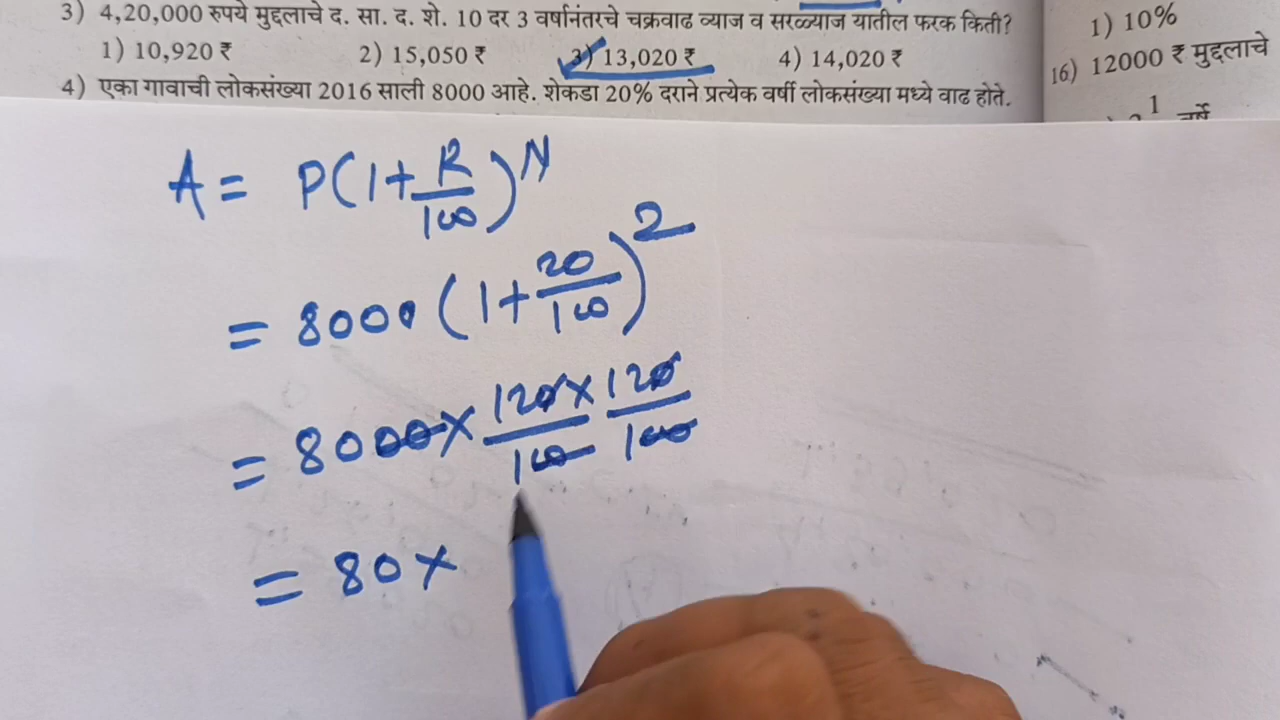 3) 4,20,000 रुपये मुद्दलाचे द. सा. द. शे. 10 दर 3 वर्षानंतरचे चक्रवाढ व्याज व सरळव्याज यातील फरक किती?
1) 10,920 ₹ 2) 15,050 ₹ 3) 13,020 ₹ 4) 14,020 ₹
4) एका गावाची लोकसंख्या 2016 साली 8000 आहे. शेकडा 20% दराने प्रत्येक वर्षी लोकसंख्या मध्ये वाढ होते.
1) 10%
16) 12000 ₹ मुद्दलाचे
1
वर्षे
A = P(1+R/100)^N
= 8000 (1+20/100)^2
= 8000 × 120/100 × 120/100
= 80 ×